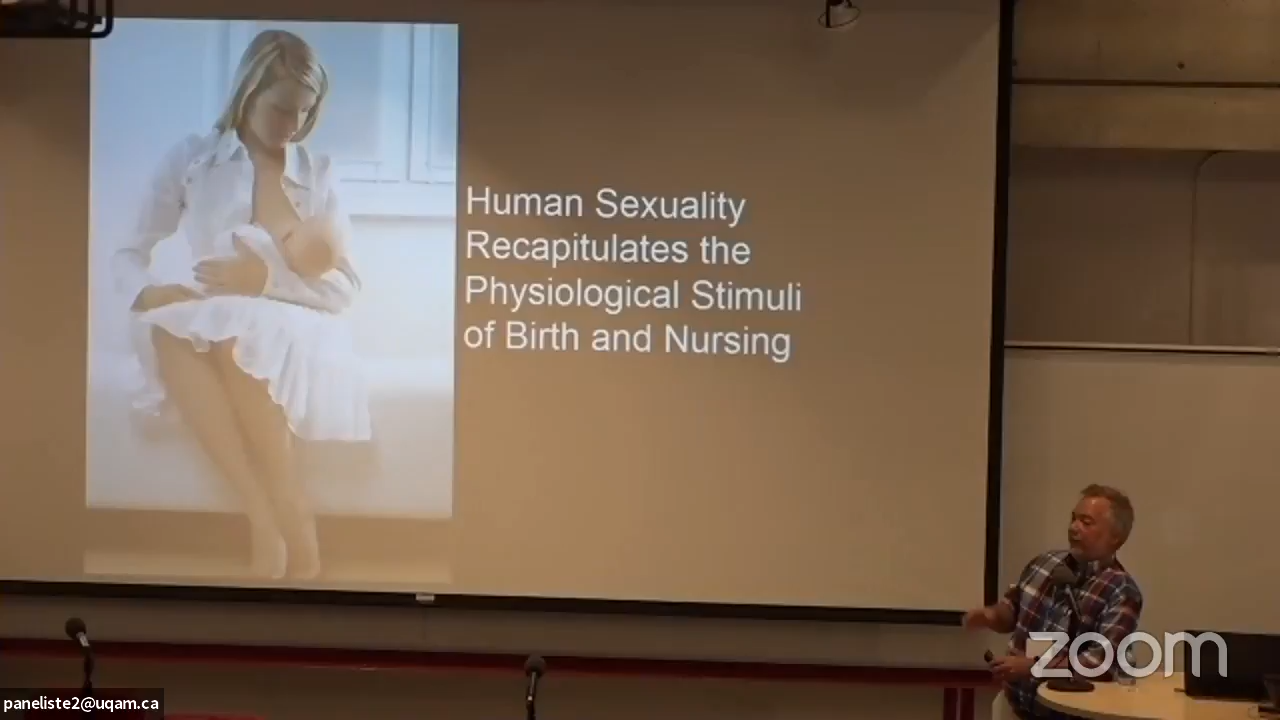 Human Sexuality
Recapitulates the
Physiological Stimuli
of Birth and Nursing
zoom
paneliste2@uqam.ca